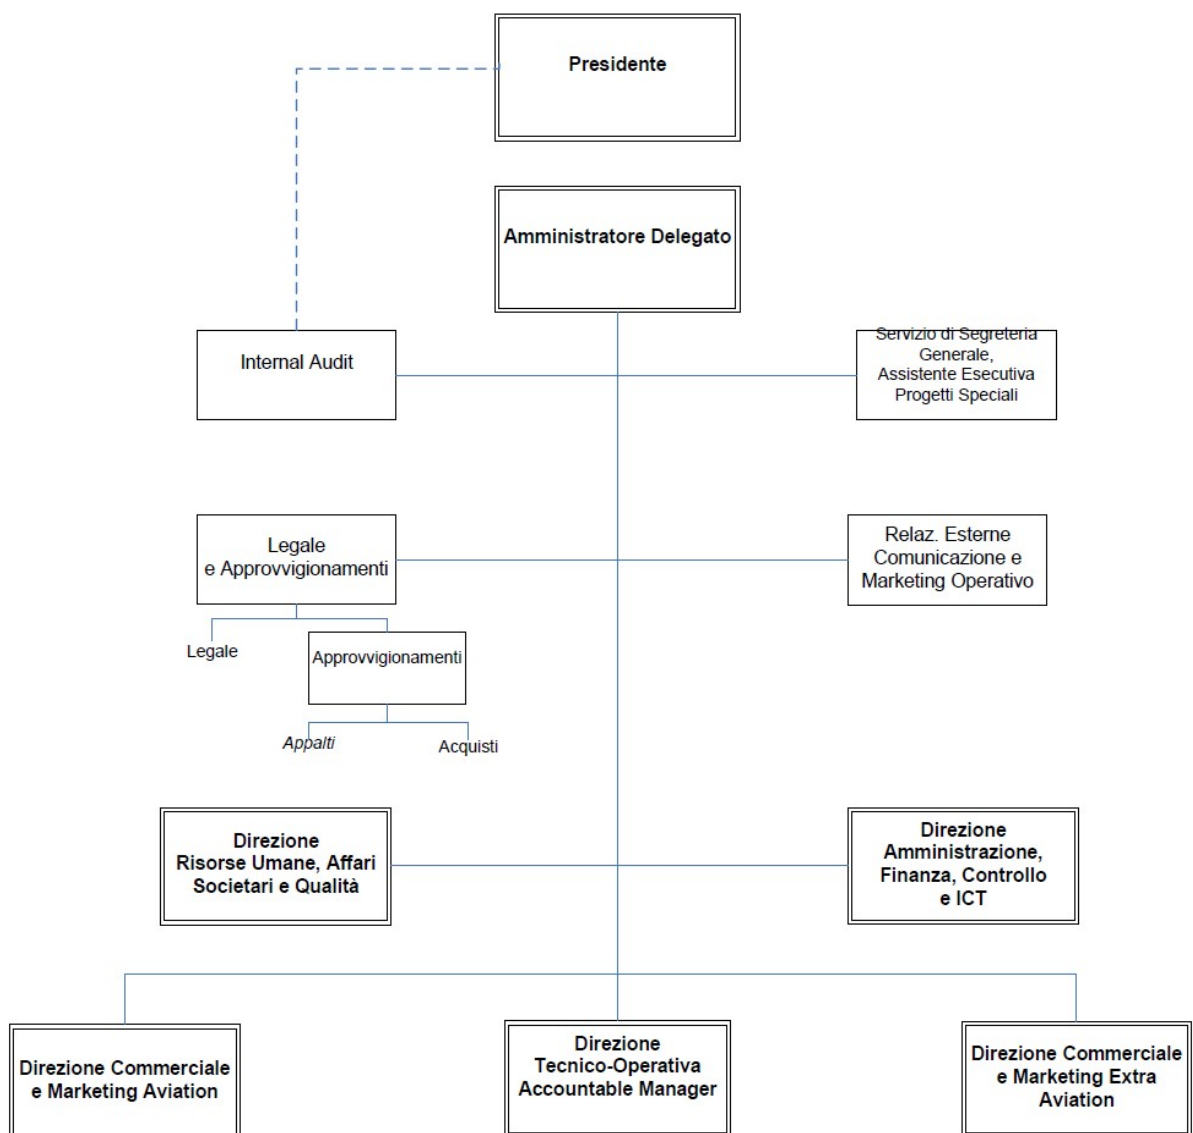 Presidente
Amministratore Delegato
Internal Audit
Servizio di Segreteria
Generale,
Assistente Esecutiva
Progetti Speciali
Legale
e Approvvigionamenti
Relaz. Esterne
Comunicazione e
Marketing Operativo
Legale
Approvvigionamenti
Appalti
Acquisti
Direzione
Risorse Umane, Affari
Societari e Qualità
Direzione
Amministrazione,
Finanza, Controllo
e ICT
Direzione Commerciale
e Marketing Aviation
Direzione
Tecnico-Operativa
Accountable Manager
Direzione Commerciale
e Marketing Extra
Aviation